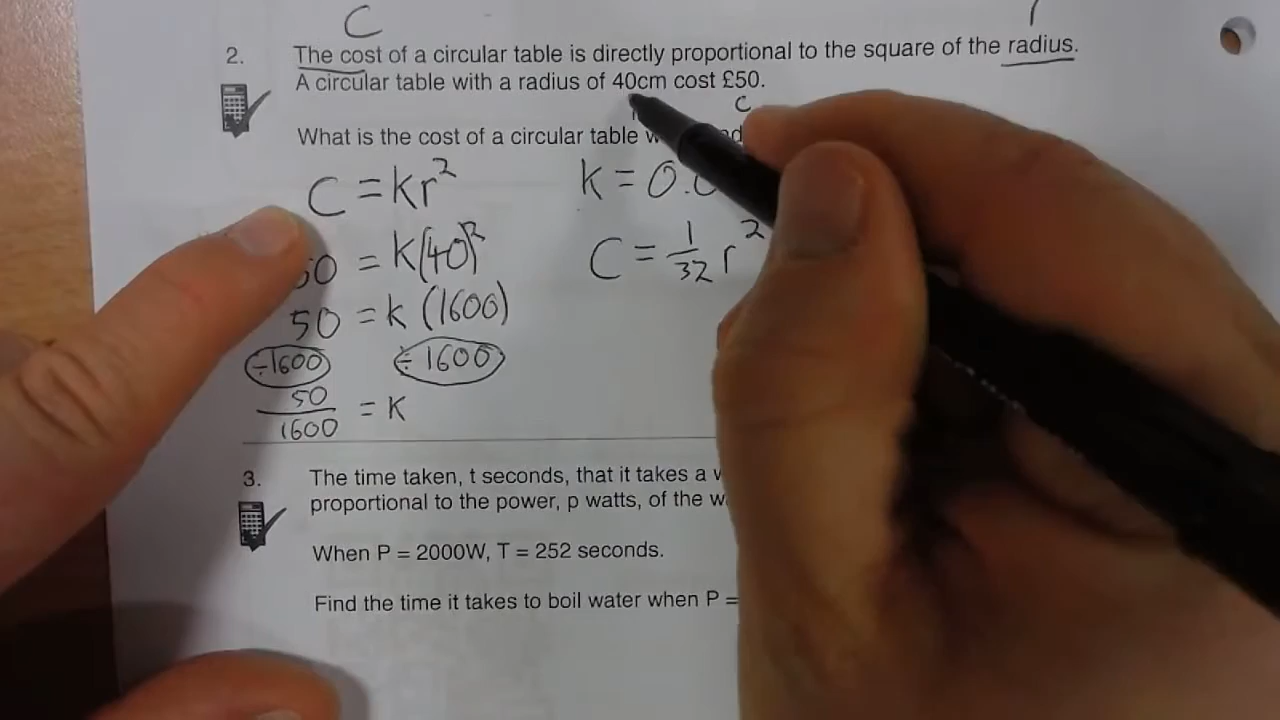 C
r
2. The cost of a circular table is directly proportional to the square of the radius.
A circular table with a radius of 40cm cost £50.
C
What is the cost of a circular table
C = kr²
k = 0.0
50 = k(40)²
C = 1/32 r²
50 = k (1600)
÷1600 ÷1600
50/1600 = k
3. The time taken, t seconds, that it takes a
proportional to the power, p watts, of the
When P = 2000W, T = 252 seconds.
Find the time it takes to boil water when P =